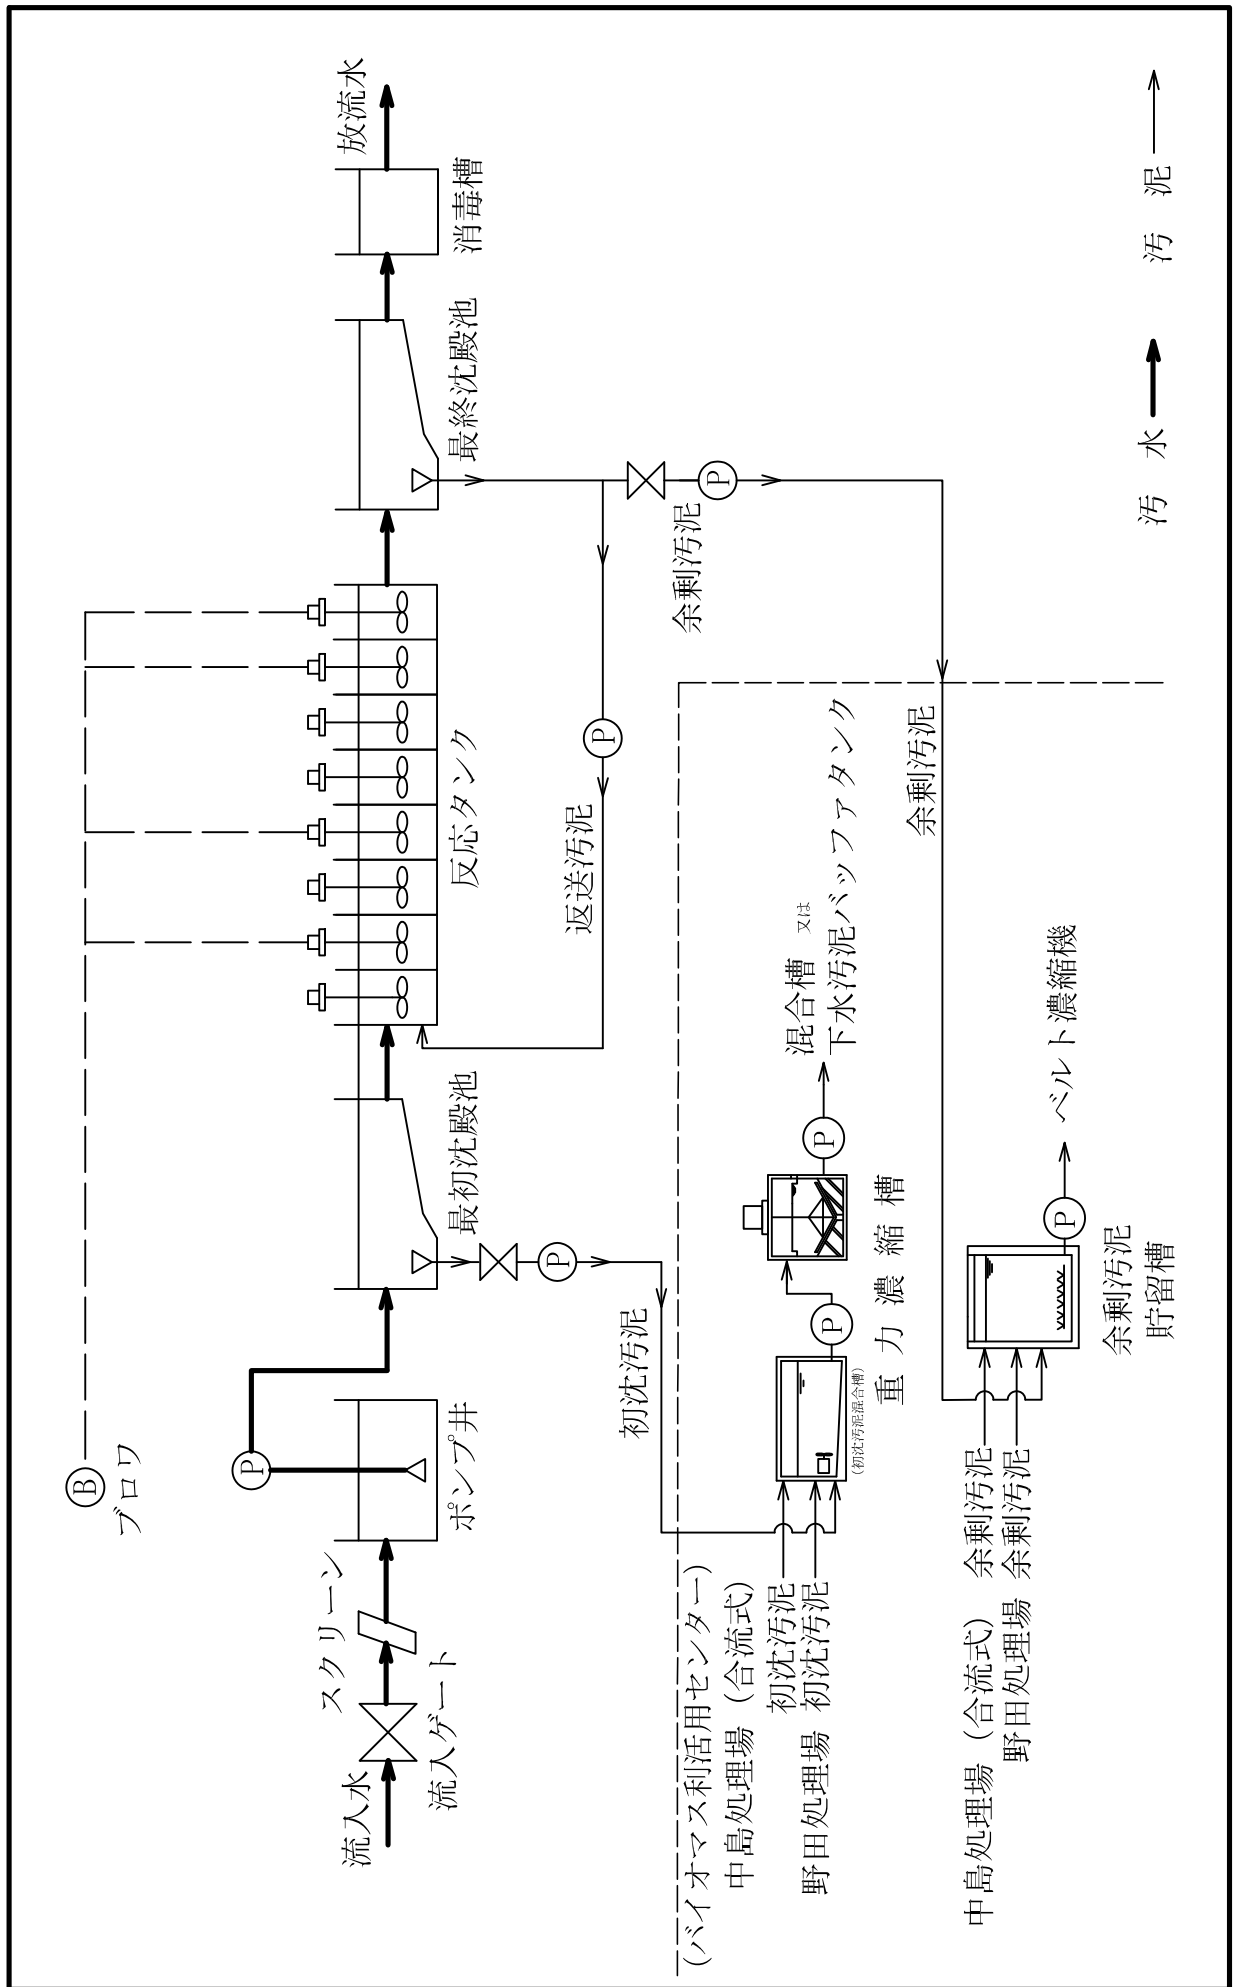 B
ブロワ
流入水
流入ゲート
スクリーン
P
ポンプ井
最初沈殿池
反応タンク
最終沈殿池
消毒槽
放流水
P
初沈汚泥
返送汚泥
P
余剰汚泥
P
(バイオマス利活用センター)
中島処理場 (合流式)
初沈汚泥
野田処理場 初沈汚泥
(初沈汚泥混合槽)
P
重力濃縮槽
P
混合槽 又は
下水汚泥バッファタンク
余剰汚泥
中島処理場 (合流式) 余剰汚泥
野田処理場 余剰汚泥
余剰汚泥
貯留槽
P
ベルト濃縮機
汚 水
汚 泥